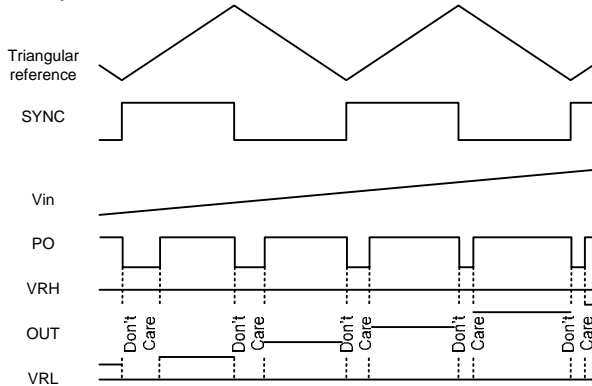 Triangular
reference
SYNC
Vin
PO
VRH
OUT
Don't
Care
Don't
Care
Don't
Care
Don't
Care
Don't
Care
VRL